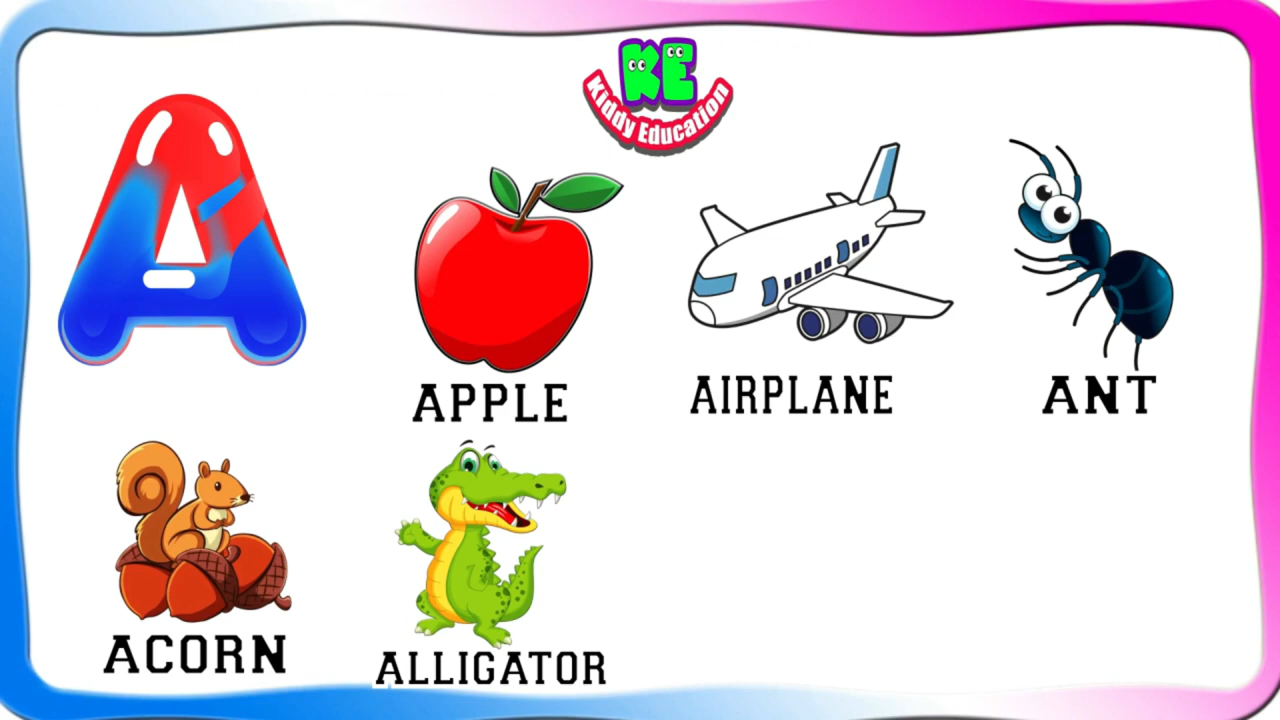 KE
Kiddy Education
A
APPLE
AIRPLANE
ANT
ACORN
ALLIGATOR